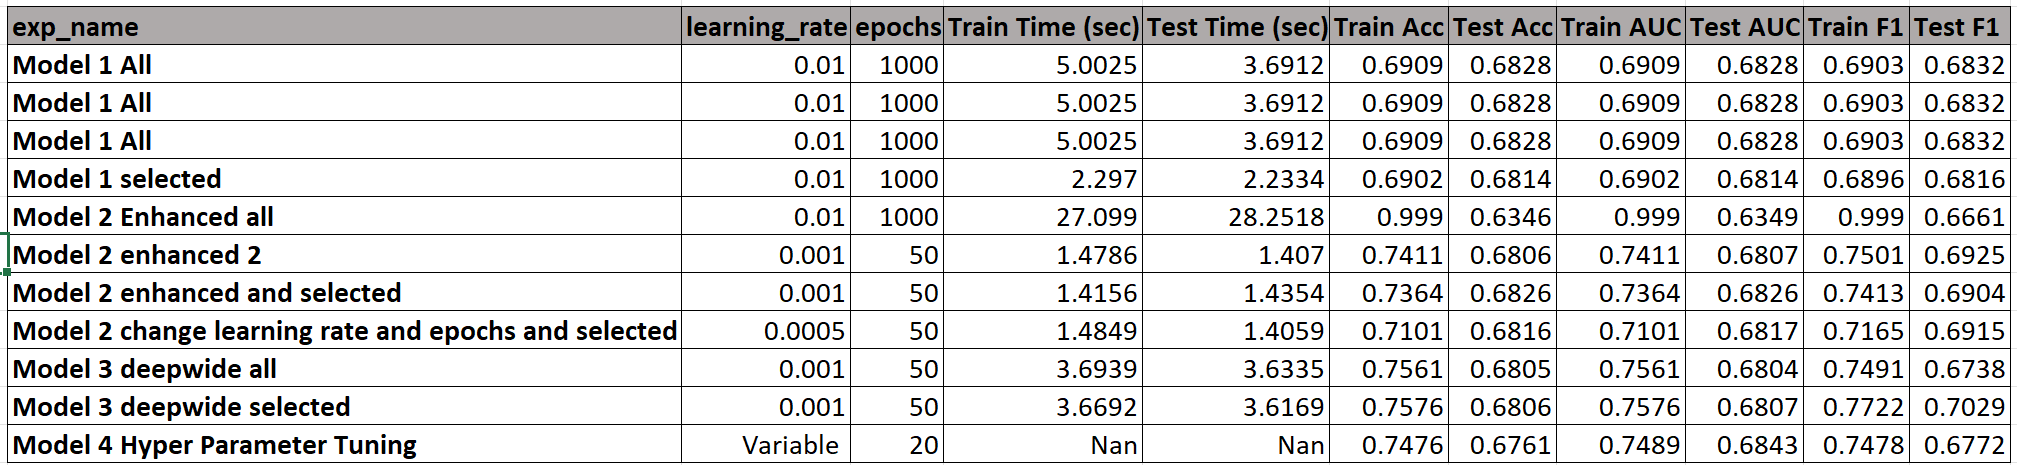 exp_name learning_rate epochs Train Time (sec) Test Time (sec) Train Acc Test Acc Train AUC Test AUC Train F1 Test F1
Model 1 All 0.01 1000 5.0025 3.6912 0.6909 0.6828 0.6909 0.6828 0.6903 0.6832
Model 1 All 0.01 1000 5.0025 3.6912 0.6909 0.6828 0.6909 0.6828 0.6903 0.6832
Model 1 All 0.01 1000 5.0025 3.6912 0.6909 0.6828 0.6909 0.6828 0.6903 0.6832
Model 1 selected 0.01 1000 2.297 2.2334 0.6902 0.6814 0.6902 0.6814 0.6896 0.6816
Model 2 Enhanced all 0.01 1000 27.099 28.2518 0.999 0.6346 0.999 0.6349 0.999 0.6661
Model 2 enhanced 2 0.001 50 1.4786 1.407 0.7411 0.6806 0.7411 0.6807 0.7501 0.6925
Model 2 enhanced and selected 0.001 50 1.4156 1.4354 0.7364 0.6826 0.7364 0.6826 0.7413 0.6904
Model 2 change learning rate and epochs and selected 0.0005 50 1.4849 1.4059 0.7101 0.6816 0.7101 0.6817 0.7165 0.6915
Model 3 deepwide all 0.001 50 3.6939 3.6335 0.7561 0.6805 0.7561 0.6804 0.7491 0.6738
Model 3 deepwide selected 0.001 50 3.6692 3.6169 0.7576 0.6806 0.7576 0.6807 0.7722 0.7029
Model 4 Hyper Parameter Tuning Variable 20 Nan Nan 0.7476 0.6761 0.7489 0.6843 0.7478 0.6772